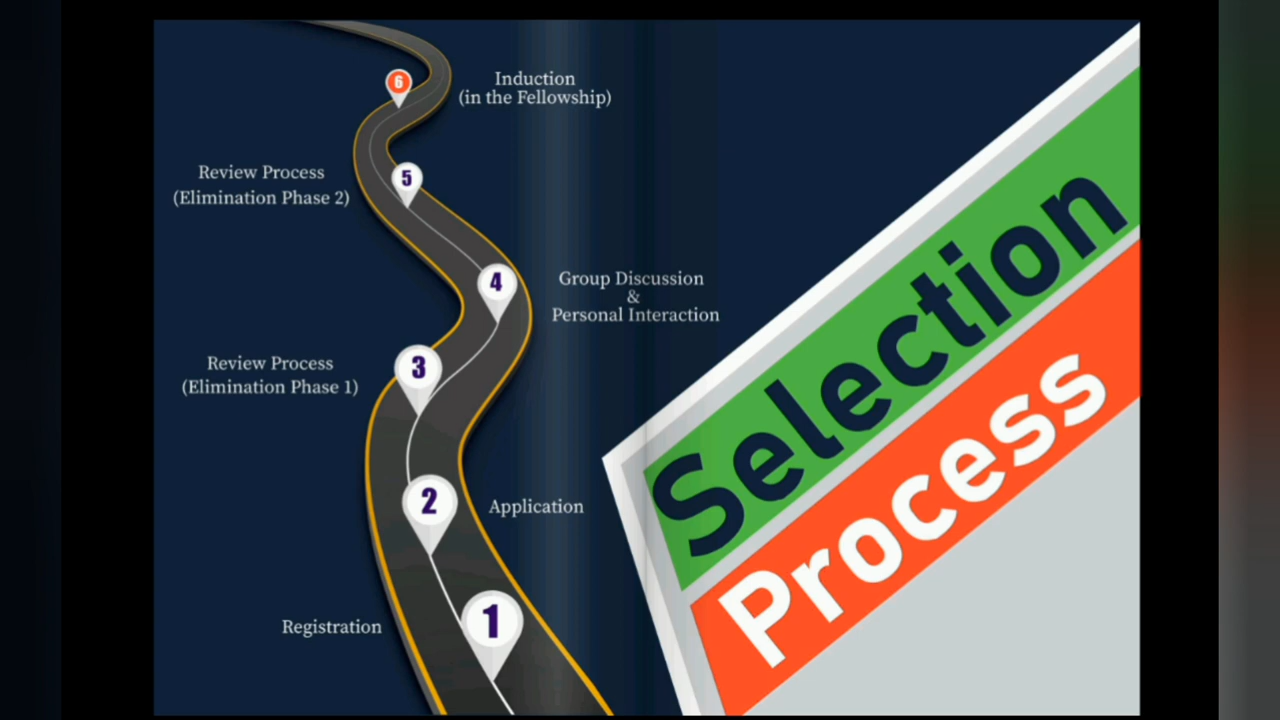 6
Induction
(in the Fellowship)
Review Process
(Elimination Phase 2)
5
4
Group Discussion
&
Personal Interaction
Review Process
(Elimination Phase 1)
3
2
Application
1
Registration
Selection
Process